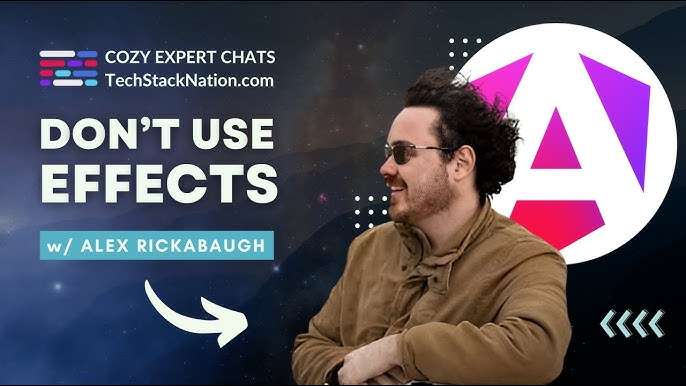 COZY EXPERT CHATS
TechStackNation.com
DON’T USE
EFFECTS
w/ ALEX RICKABAUGH